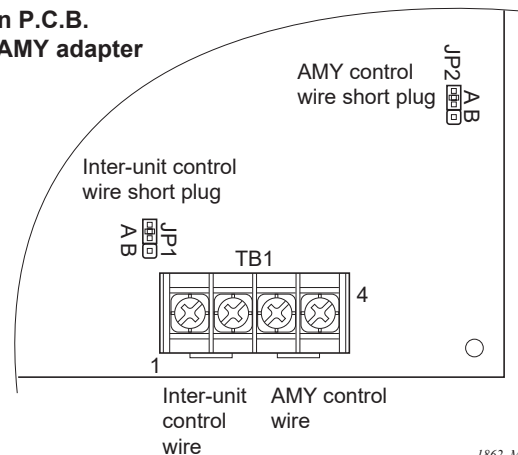 n P.C.B.
AMY adapter
AMY control
wire short plug
JP2
A B
Inter-unit control
wire short plug
A B
JP1
TB1
4
1
Inter-unit
control
wire
AMY control
wire